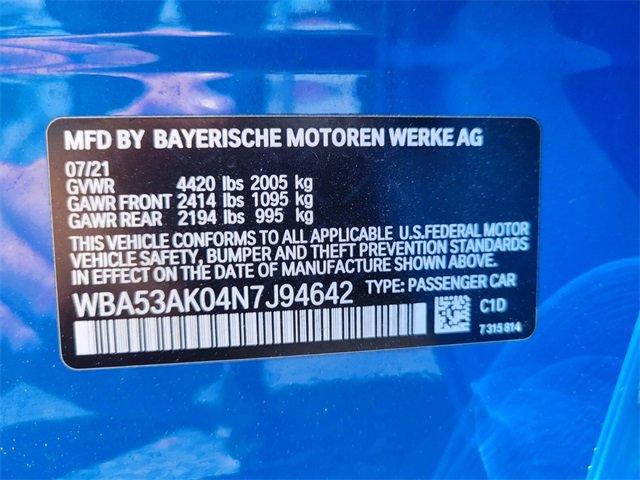 MFD BY BAYERISCHE MOTOREN WERKE AG
07/21
GVWR 4420 lbs 2005 kg
GAWR FRONT 2414 lbs 1095 kg
GAWR REAR 2194 lbs 995 kg
THIS VEHICLE CONFORMS TO ALL APPLICABLE U.S.FEDERAL MOTOR
VEHICLE SAFETY, BUMPER AND THEFT PREVENTION STANDARDS
IN EFFECT ON THE DATE OF MANUFACTURE SHOWN ABOVE.
WBA53AK04N7J94642 TYPE: PASSENGER CAR
C1D
7 315 814